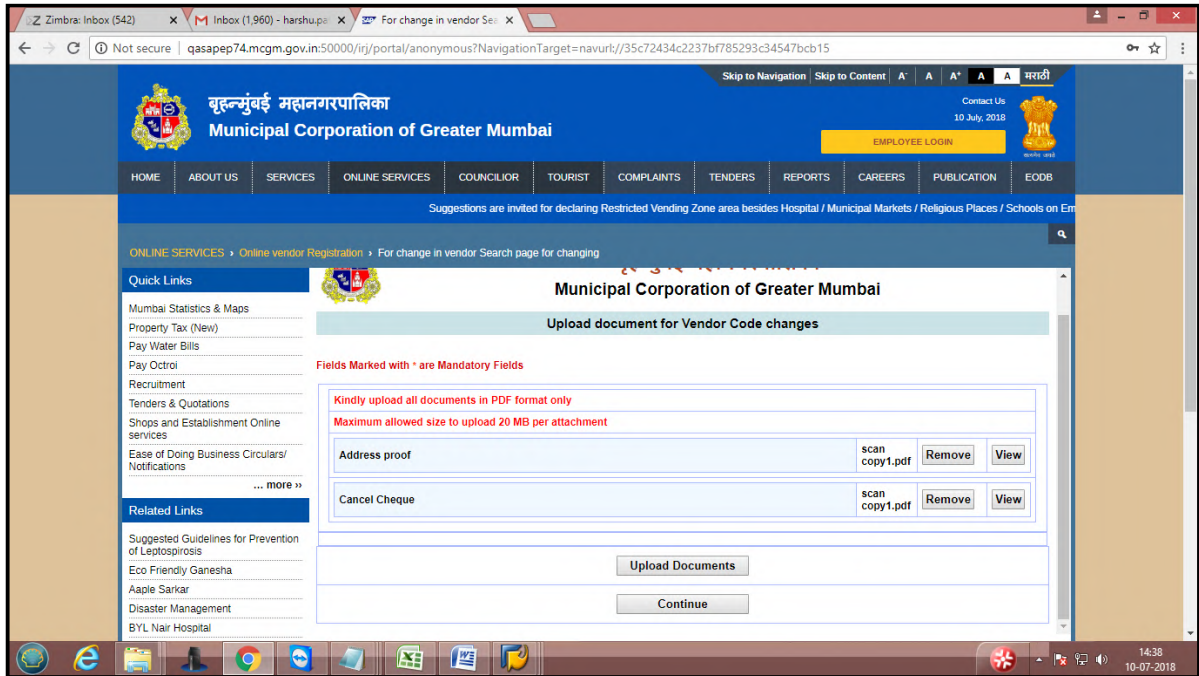 Zimbra: Inbox (542)
Inbox (1,960) - harshu.pa
For change in vendor Sea
Not secure | qasapep74.mcgm.gov.in:50000/irj/portal/anonymous?NavigationTarget=navurl://35c72434c2237bf785293c34547bcb15
Skip to Navigation Skip to Content A- A A+ A A मराठी
बृहन्मुंबई महानगरपालिका
Municipal Corporation of Greater Mumbai
Contact Us
10 July, 2018
EMPLOYEE LOGIN
सत्यमेव जयते
HOME ABOUT US SERVICES ONLINE SERVICES COUNCILIOR TOURIST COMPLAINTS TENDERS REPORTS CAREERS PUBLICATION EODB
Suggestions are invited for declaring Restricted Vending Zone area besides Hospital / Municipal Markets / Religious Places / Schools on Em
ONLINE SERVICES › Online vendor Registration › For change in vendor Search page for changing
Quick Links
Mumbai Statistics & Maps
Property Tax (New)
Pay Water Bills
Pay Octroi
Recruitment
Tenders & Quotations
Shops and Establishment Online
services
Ease of Doing Business Circulars/
Notifications
... more ››
Related Links
Suggested Guidelines for Prevention
of Leptospirosis
Eco Friendly Ganesha
Aaple Sarkar
Disaster Management
BYL Nair Hospital
Municipal Corporation of Greater Mumbai
Upload document for Vendor Code changes
Fields Marked with * are Mandatory Fields
Kindly upload all documents in PDF format only
Maximum allowed size to upload 20 MB per attachment
Address proof
scan
copy1.pdf
Remove View
Cancel Cheque
scan
copy1.pdf
Remove View
Upload Documents
Continue
14:38
10-07-2018